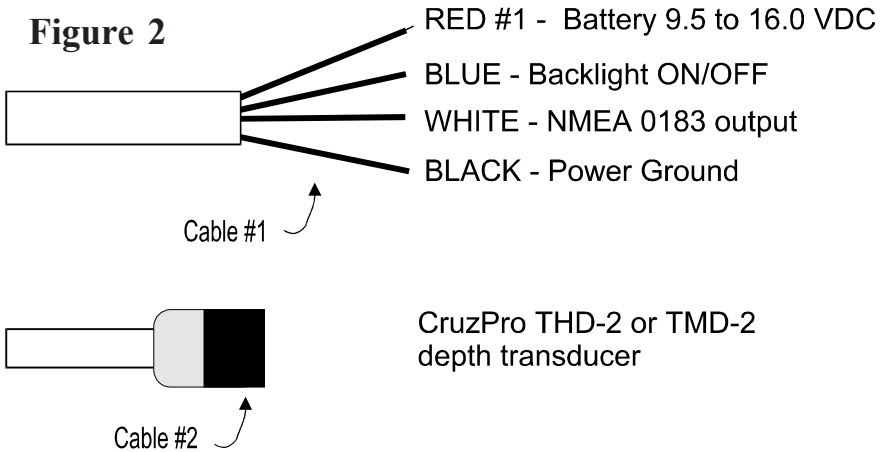 Figure 2
RED #1 - Battery 9.5 to 16.0 VDC
BLUE - Backlight ON/OFF
WHITE - NMEA 0183 output
BLACK - Power Ground
Cable #1
CruzPro THD-2 or TMD-2
depth transducer
Cable #2